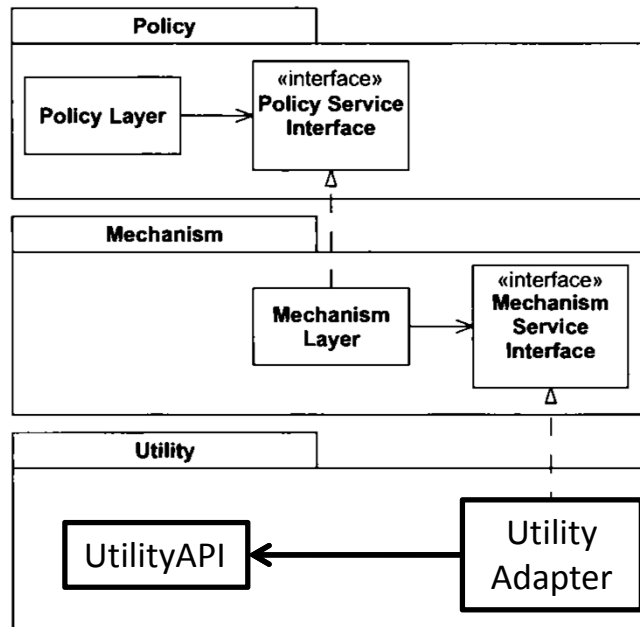 Policy
Policy Layer
«interface»
Policy Service
Interface
Mechanism
Mechanism
Layer
«interface»
Mechanism
Service
Interface
Utility
UtilityAPI
Utility
Adapter